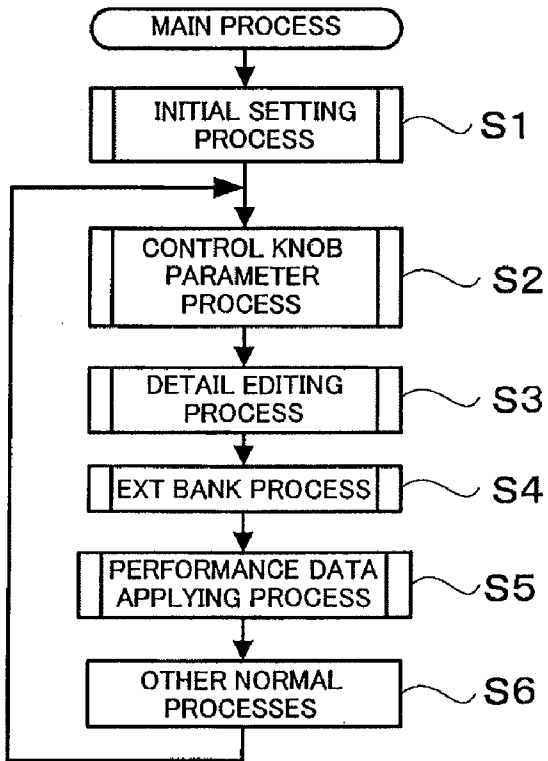 MAIN PROCESS
INITIAL SETTING
PROCESS
S1
CONTROL KNOB
PARAMETER
PROCESS
S2
DETAIL EDITING
PROCESS
S3
EXT BANK PROCESS
S4
PERFORMANCE DATA
APPLYING PROCESS
S5
OTHER NORMAL
PROCESSES
S6